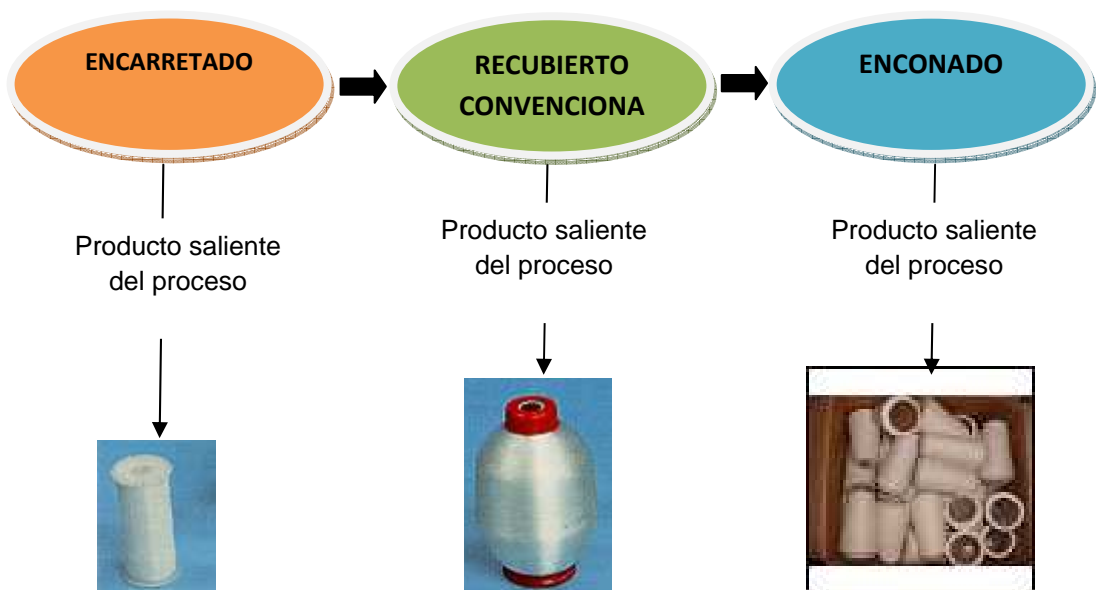 ENCARRETADO
RECUBIERTO
CONVENCIONA
ENCONADO
Producto saliente
del proceso
Producto saliente
del proceso
Producto saliente
del proceso